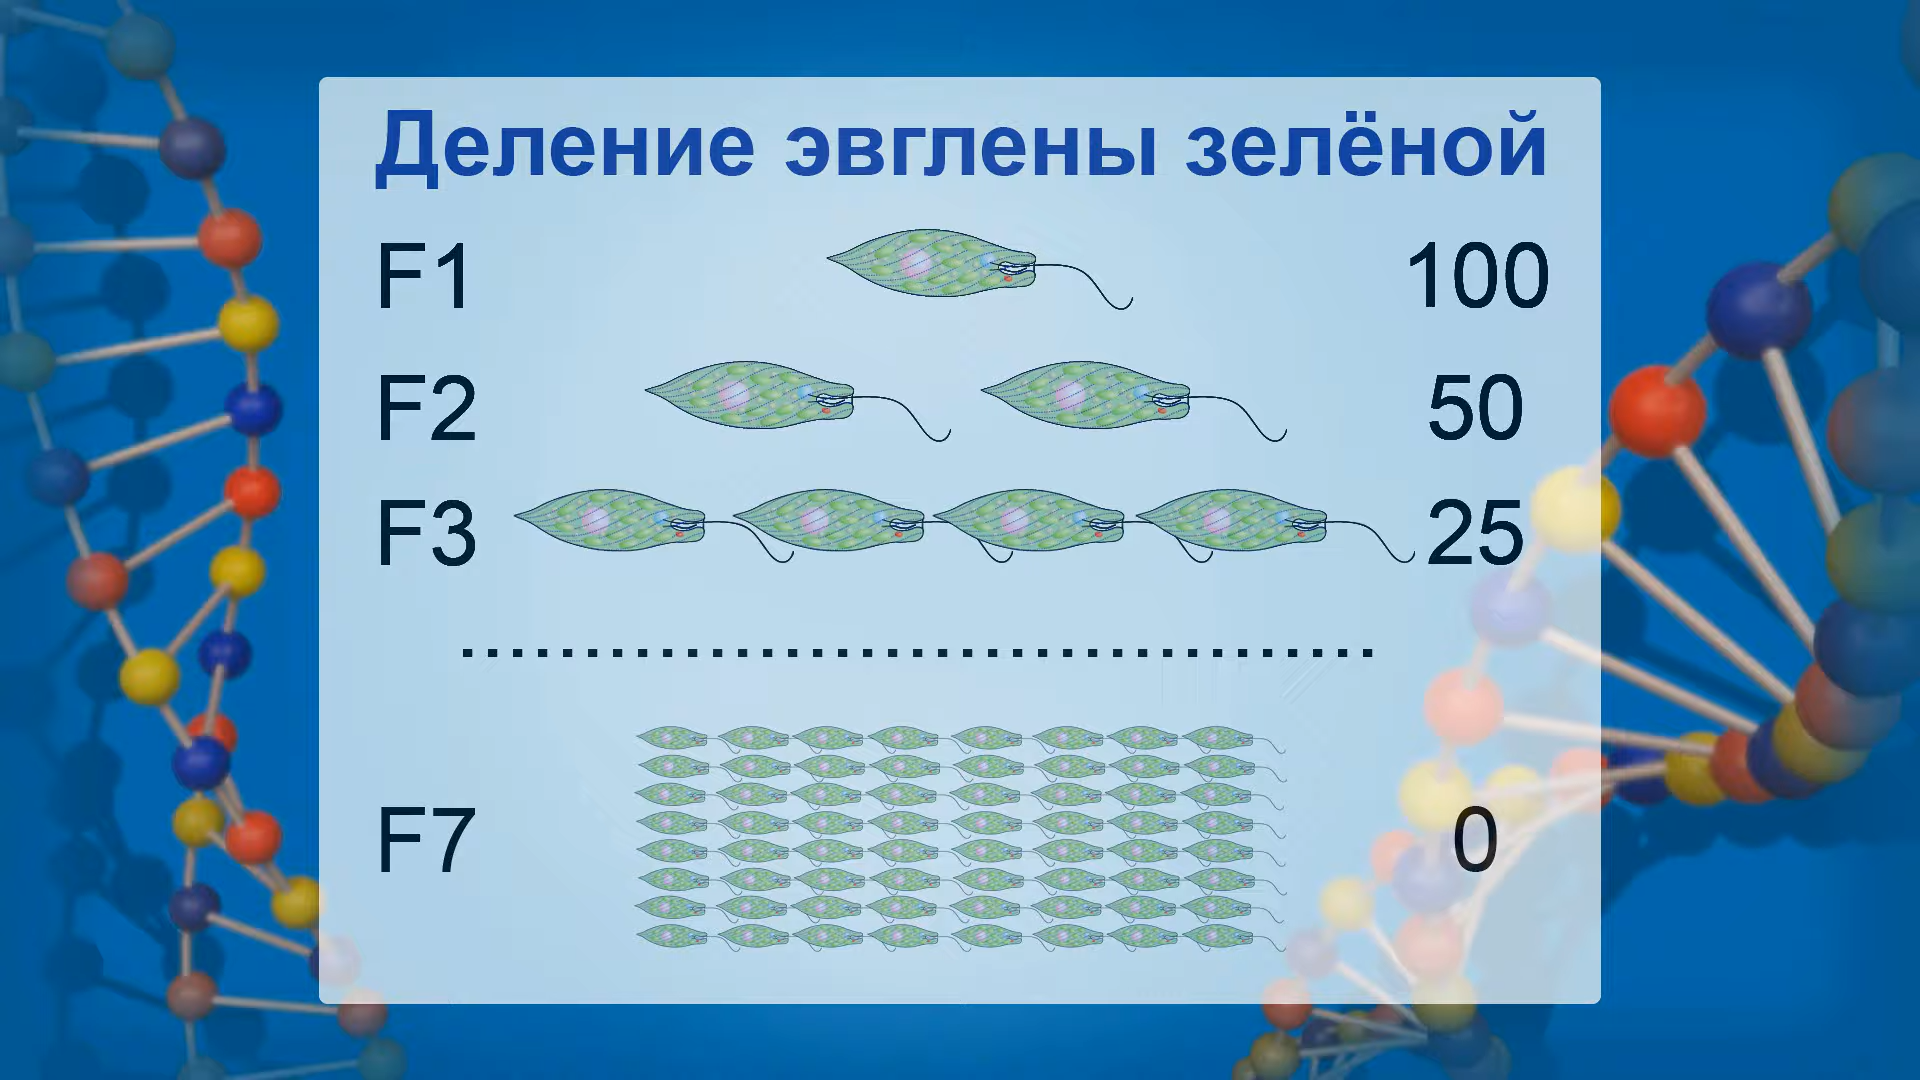 Деление эвглены зелёной
F1 100
F2 50
F3 25
F7 0